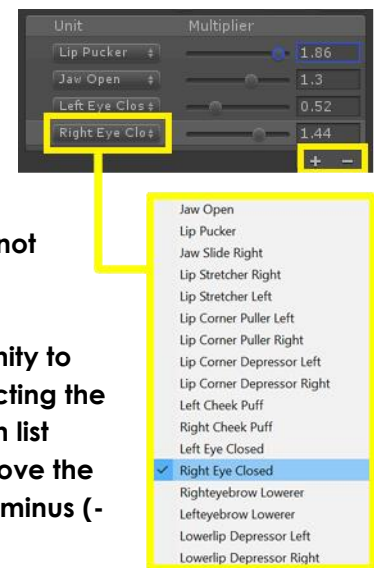 Unit Multiplier
Lip Pucker 1.86
Jaw Open 1.3
Left Eye Clos 0.52
Right Eye Clo 1.44
+ -
not
nity to
cting the
n list
ove the
minus (-
Jaw Open
Lip Pucker
Jaw Slide Right
Lip Stretcher Right
Lip Stretcher Left
Lip Corner Puller Left
Lip Corner Puller Right
Lip Corner Depressor Left
Lip Corner Depressor Right
Left Cheek Puff
Right Cheek Puff
Left Eye Closed
Right Eye Closed
Righteyebrow Lowerer
Lefteyebrow Lowerer
Lowerlip Depressor Left
Lowerlip Depressor Right